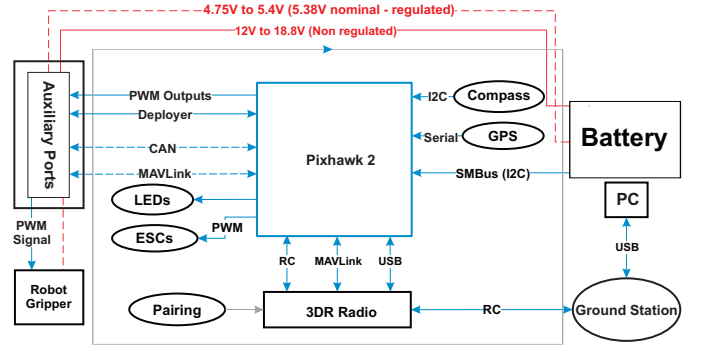 4.75V to 5.4V (5.38V nominal - regulated)
12V to 18.8V (Non regulated)
Auxiliary Ports
PWM Outputs
Deployer
CAN
MAVLink
Pixhawk 2
I2C
Compass
Serial
GPS
SMBus (I2C)
Battery
PC
USB
LEDs
ESCs
PWM
PWM
Signal
Robot
Gripper
RC
MAVLink
USB
Pairing
3DR Radio
RC
Ground Station